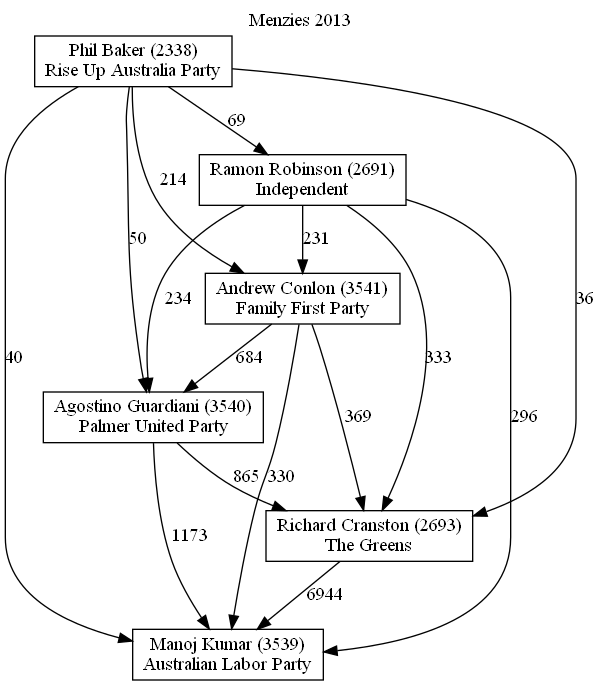 Menzies 2013
Phil Baker (2338)
Rise Up Australia Party
69
Ramon Robinson (2691)
Independent
214
50
231
234
36
Andrew Conlon (3541)
Family First Party
40
684
333
Agostino Guardiani (3540)
Palmer United Party
369
296
865
330
Richard Cranston (2693)
The Greens
1173
6944
Manoj Kumar (3539)
Australian Labor Party